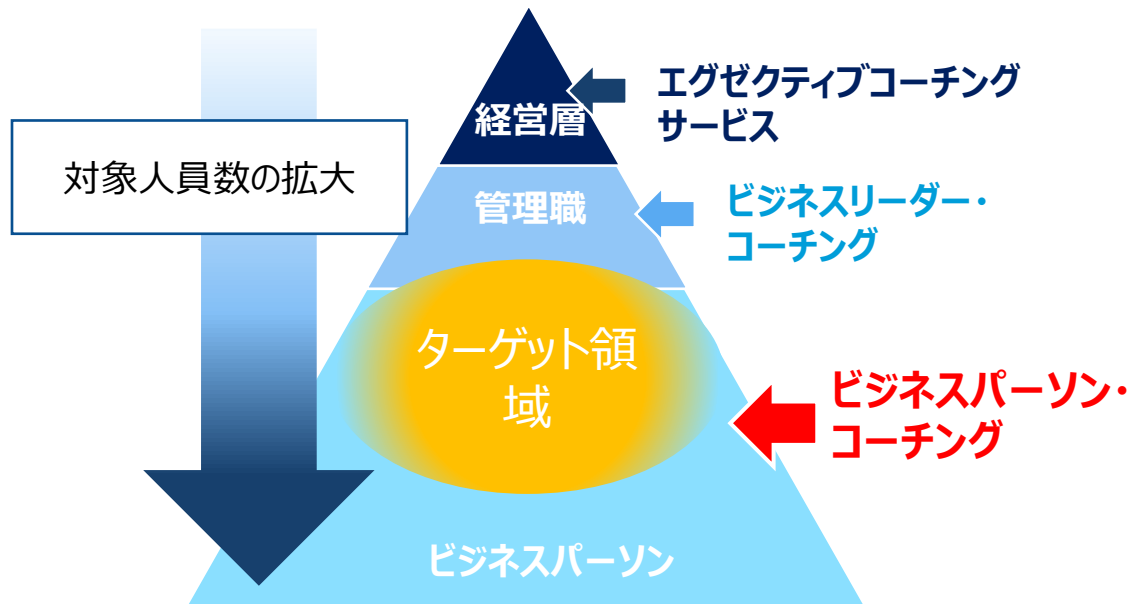 対象人員数の拡大
経営層
エグゼクティブコーチング
サービス
管理職
ビジネスリーダー・
コーチング
ターゲット領
域
ビジネスパーソン・
コーチング
ビジネスパーソン